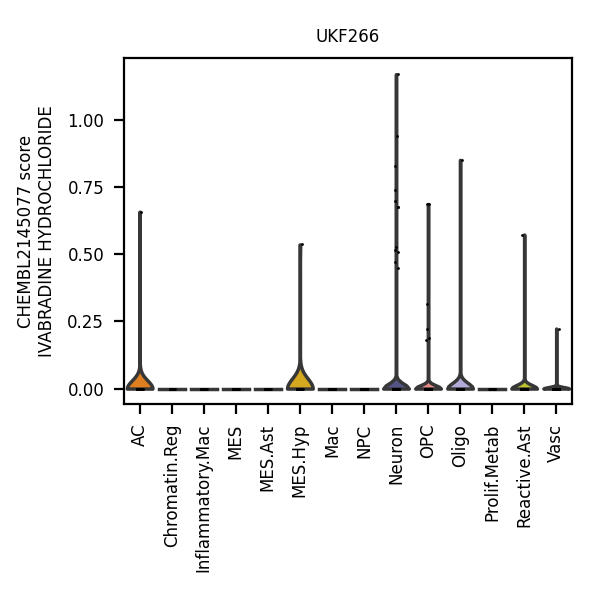 UKF266
CHEMBL2145077 score
IVABRADINE HYDROCHLORIDE
1.00
0.75
0.50
0.25
0.00
AC
Chromatin.Reg
Inflammatory.Mac
MES
MES.Ast
MES.Hyp
Mac
NPC
Neuron
OPC
Oligo
Prolif.Metab
Reactive.Ast
Vasc